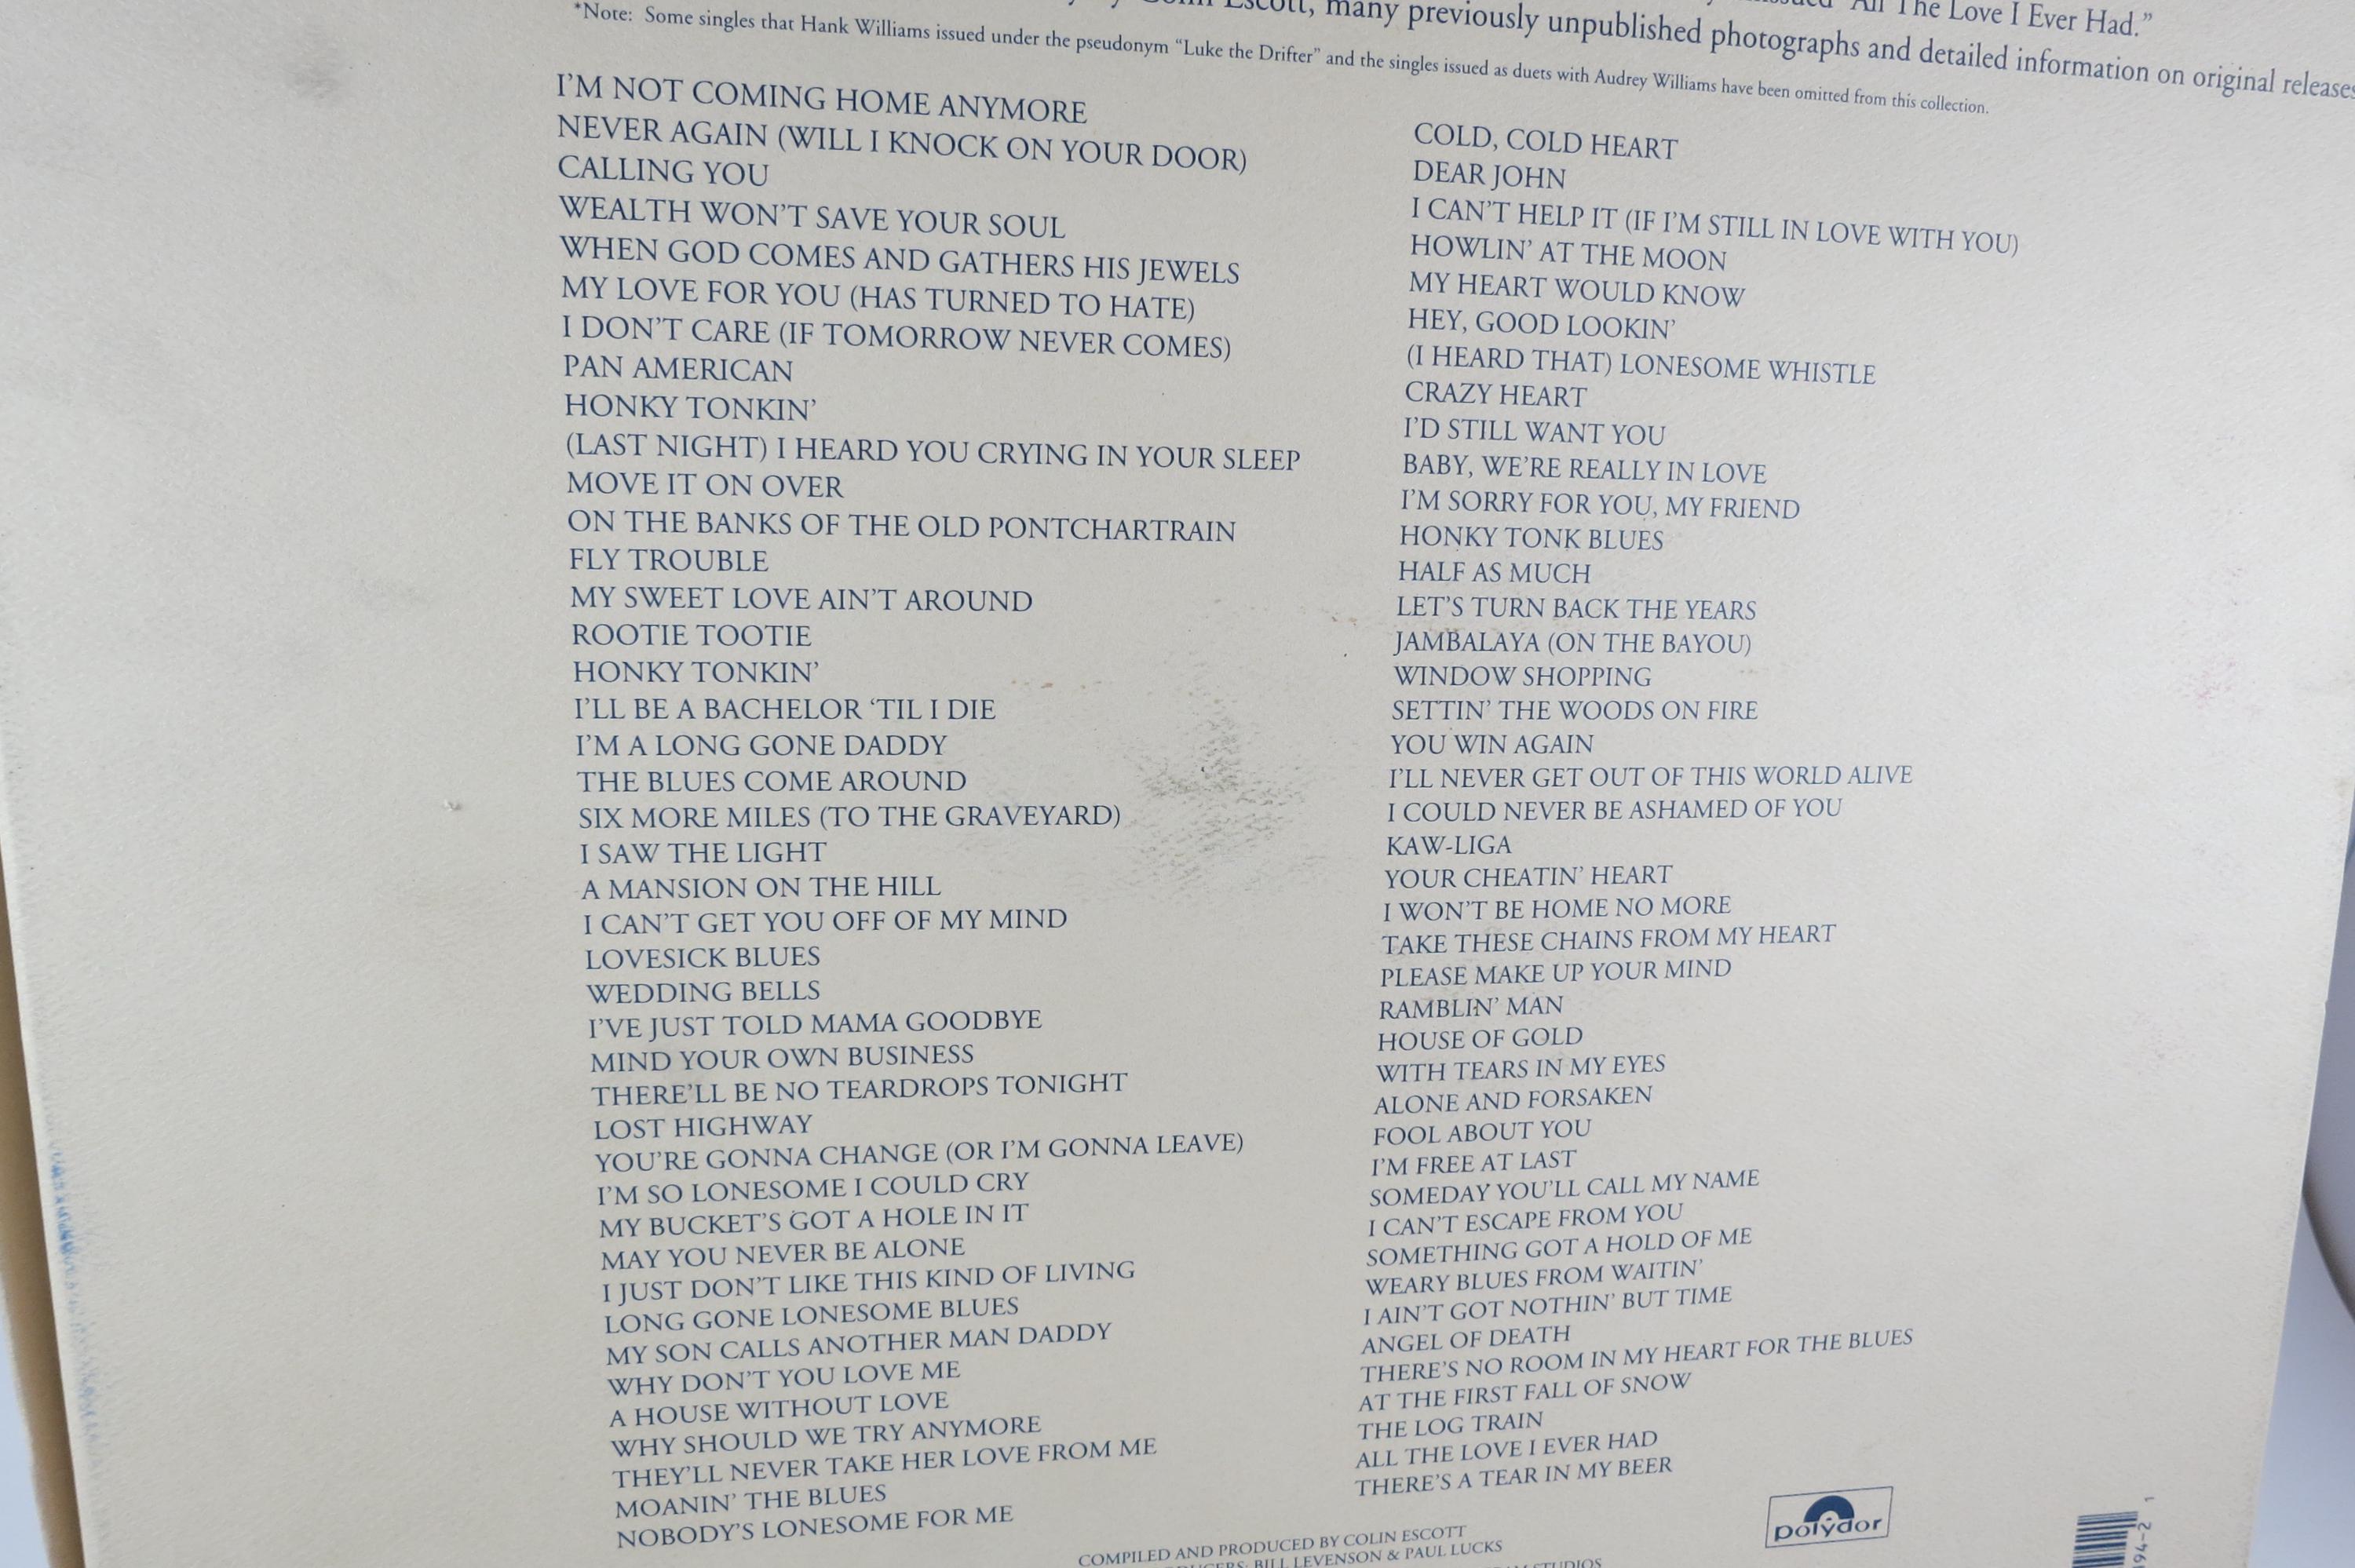 "All The Love I Ever Had."
Escott, many previously unpublished photographs and detailed information on original releases
*Note: Some singles that Hank Williams issued under the pseudonym "Luke the Drifter" and the singles issued as duets with Audrey Williams have been omitted from this collection.
I'M NOT COMING HOME ANYMORE
NEVER AGAIN (WILL I KNOCK ON YOUR DOOR)
CALLING YOU
WEALTH WON'T SAVE YOUR SOUL
WHEN GOD COMES AND GATHERS HIS JEWELS
MY LOVE FOR YOU (HAS TURNED TO HATE)
I DON'T CARE (IF TOMORROW NEVER COMES)
PAN AMERICAN
HONKY TONKIN'
(LAST NIGHT) I HEARD YOU CRYING IN YOUR SLEEP
MOVE IT ON OVER
ON THE BANKS OF THE OLD PONTCHARTRAIN
FLY TROUBLE
MY SWEET LOVE AIN'T AROUND
ROOTIE TOOTIE
HONKY TONKIN'
I'LL BE A BACHELOR 'TIL I DIE
I'M A LONG GONE DADDY
THE BLUES COME AROUND
SIX MORE MILES (TO THE GRAVEYARD)
I SAW THE LIGHT
A MANSION ON THE HILL
I CAN'T GET YOU OFF OF MY MIND
LOVESICK BLUES
WEDDING BELLS
I'VE JUST TOLD MAMA GOODBYE
MIND YOUR OWN BUSINESS
THERE'LL BE NO TEARDROPS TONIGHT
LOST HIGHWAY
YOU'RE GONNA CHANGE (OR I'M GONNA LEAVE)
I'M SO LONESOME I COULD CRY
MY BUCKET'S GOT A HOLE IN IT
MAY YOU NEVER BE ALONE
I JUST DON'T LIKE THIS KIND OF LIVING
LONG GONE LONESOME BLUES
MY SON CALLS ANOTHER MAN DADDY
WHY DON'T YOU LOVE ME
A HOUSE WITHOUT LOVE
WHY SHOULD WE TRY ANYMORE
THEY'LL NEVER TAKE HER LOVE FROM ME
MOANIN' THE BLUES
NOBODY'S LONESOME FOR ME
COLD, COLD HEART
DEAR JOHN
I CAN'T HELP IT (IF I'M STILL IN LOVE WITH YOU)
HOWLIN' AT THE MOON
MY HEART WOULD KNOW
HEY, GOOD LOOKIN'
(I HEARD THAT) LONESOME WHISTLE
CRAZY HEART
I'D STILL WANT YOU
BABY, WE'RE REALLY IN LOVE
I'M SORRY FOR YOU, MY FRIEND
HONKY TONK BLUES
HALF AS MUCH
LET'S TURN BACK THE YEARS
JAMBALAYA (ON THE BAYOU)
WINDOW SHOPPING
SETTIN' THE WOODS ON FIRE
YOU WIN AGAIN
I'LL NEVER GET OUT OF THIS WORLD ALIVE
I COULD NEVER BE ASHAMED OF YOU
KAW-LIGA
YOUR CHEATIN' HEART
I WON'T BE HOME NO MORE
TAKE THESE CHAINS FROM MY HEART
PLEASE MAKE UP YOUR MIND
RAMBLIN' MAN
HOUSE OF GOLD
WITH TEARS IN MY EYES
ALONE AND FORSAKEN
FOOL ABOUT YOU
I'M FREE AT LAST
SOMEDAY YOU'LL CALL MY NAME
I CAN'T ESCAPE FROM YOU
SOMETHING GOT A HOLD OF ME
WEARY BLUES FROM WAITIN'
I AIN'T GOT NOTHIN' BUT TIME
ANGEL OF DEATH
THERE'S NO ROOM IN MY HEART FOR THE BLUES
AT THE FIRST FALL OF SNOW
THE LOG TRAIN
ALL THE LOVE I EVER HAD
THERE'S A TEAR IN MY BEER
polydor
COMPILED AND PRODUCED BY COLIN ESCOTT
BILL LEVENSON & PAUL LUCKS
STUDIOS
94-2 1